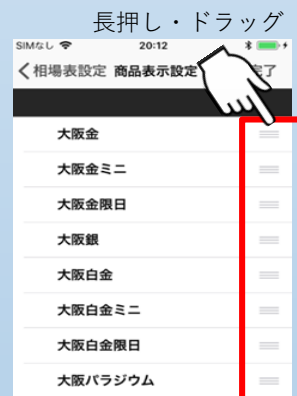 長押し・ドラッグ
SIMなし 20:12
相場表設定 商品表示設定 完了
大阪金
大阪金ミニ
大阪金限日
大阪銀
大阪白金
大阪白金ミニ
大阪白金限日
大阪パラジウム